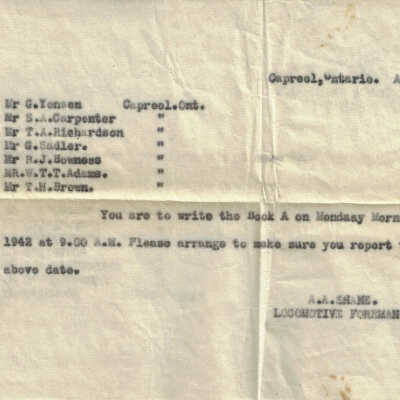 Capreol,Ontario. A
Mr G.Yensen Capreol.Ont.
Mr S.A.Carpenter "
Mr T.A.Richardson "
Mr G.Sadler. "
Mr R.J.Bowness "
MR.W.T.T.Adams. "
Mr T.H.Brown. "
You are to write the Book A on Mondaay Morn
1942 at 9.00 A.M. Please arrange to make sure you report
above date.
A.A.SHANE.
LOCOMOTIVE FOREMAN